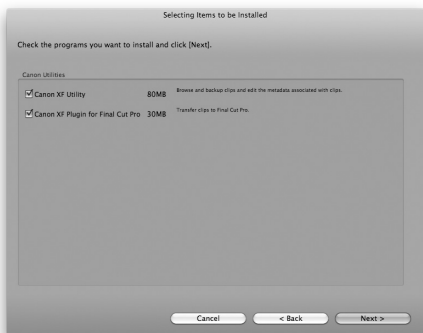 Selecting Items to be Installed
Check the programs you want to install and click [Next].
Canon Utilities
Canon XF Utility 80MB Browse and backup clips and edit the metadata associated with clips.
Canon XF Plugin for Final Cut Pro 30MB Transfer clips to Final Cut Pro.
Cancel < Back Next >